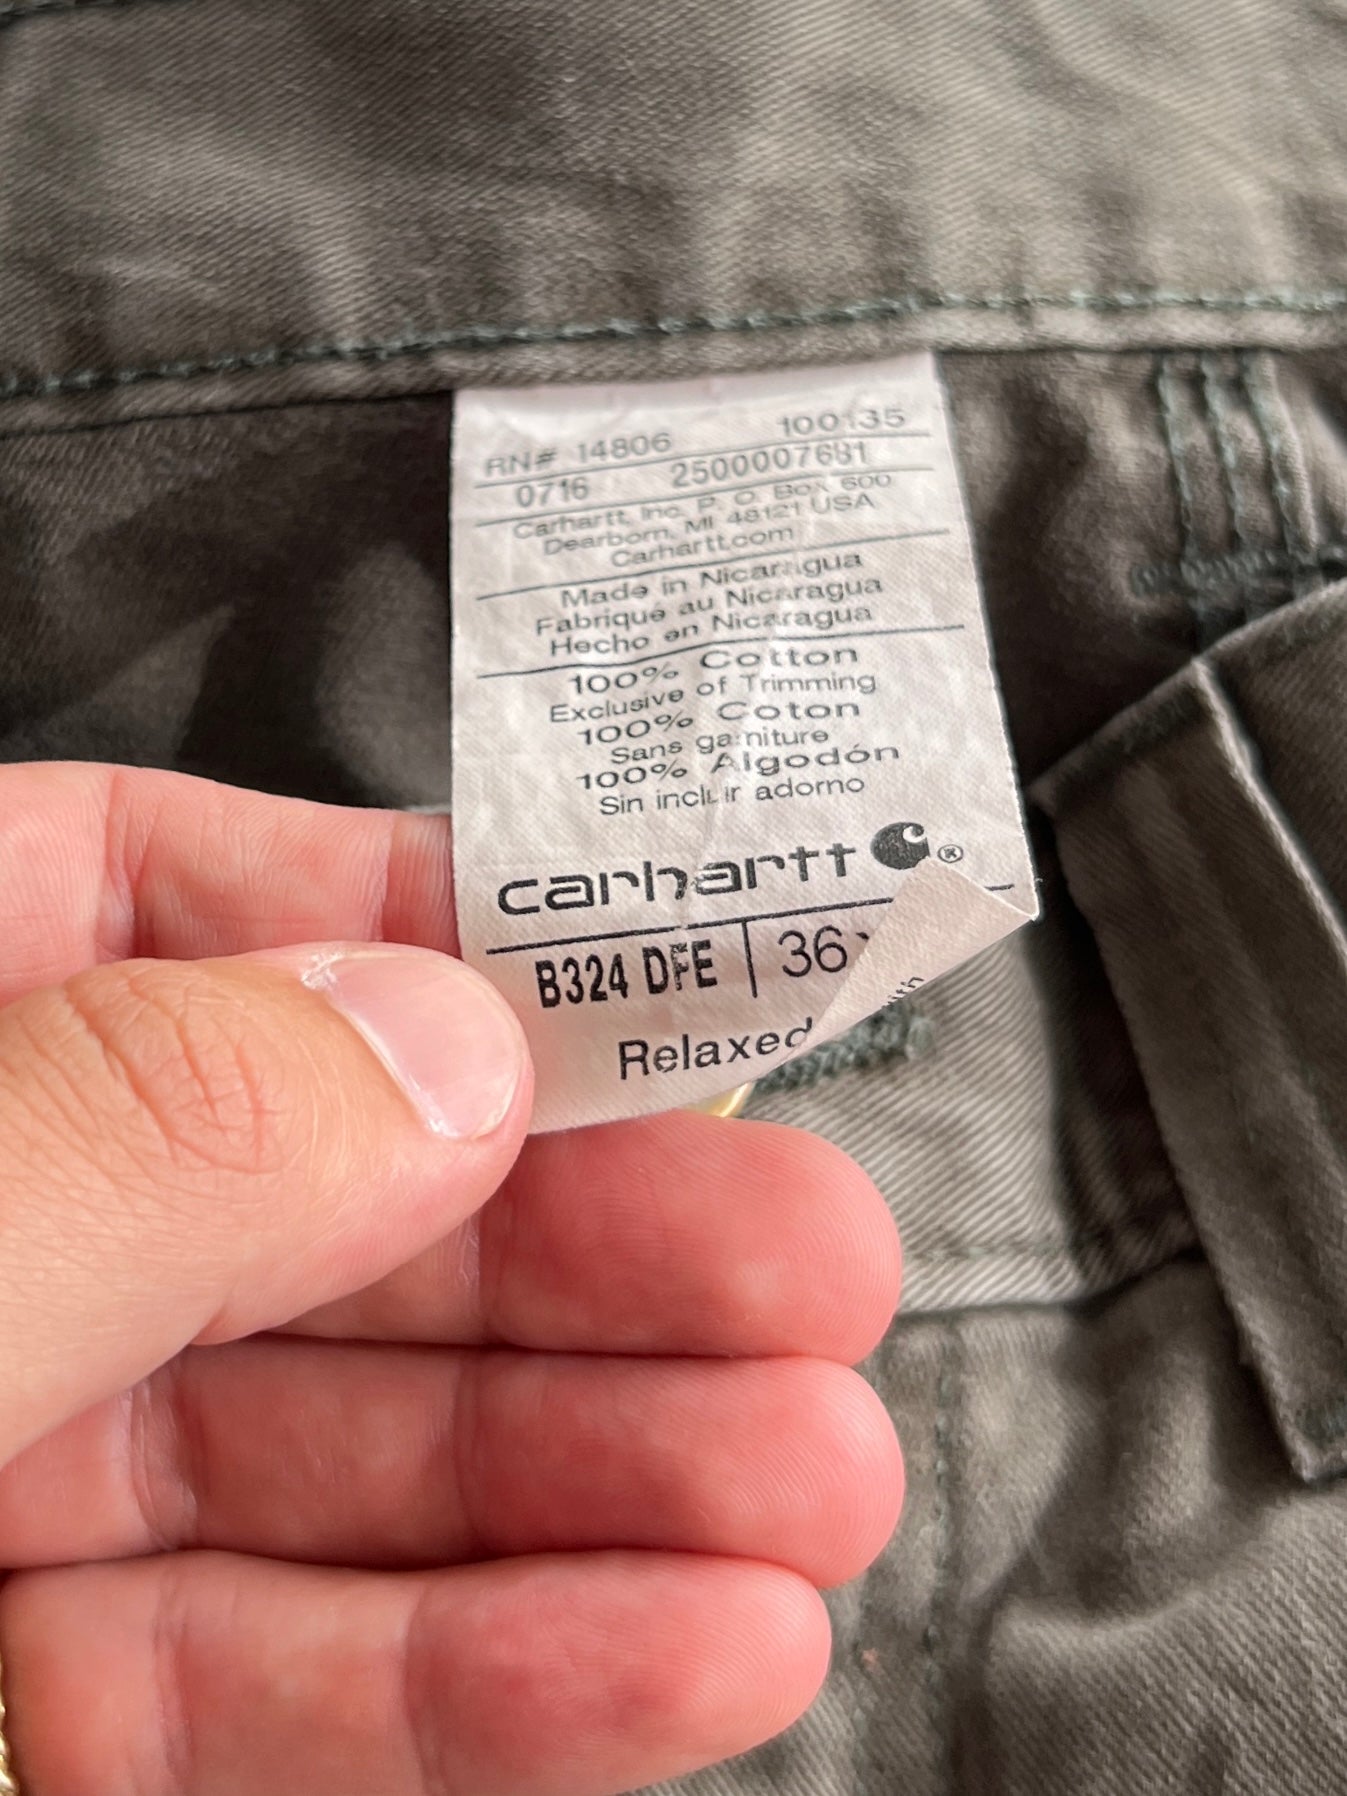 RN# 14806 100135
0716 2500007681
Carhartt, Inc. P. O. Box 600
Dearborn, MI 48121 USA
Carhartt.com
Made in Nicaragua
Fabriqué au Nicaragua
Hecho en Nicaragua
100% Cotton
Exclusive of Trimming
100% Coton
Sans garniture
100% Algodón
Sin incluir adorno
carhartt ®
B324 DFE | 36
Relaxed